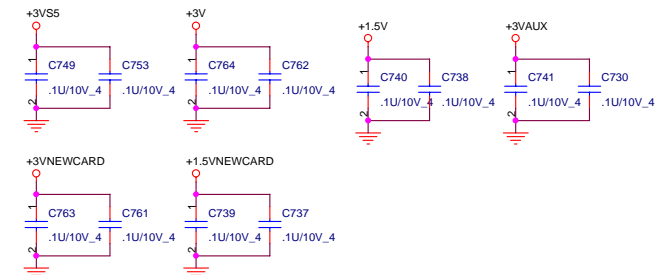 +3VS5 +3V +1.5V +3VAUX
1 C749 C753 1 C764 C762 1 C740 C738 1 C741 C730
2 .1U/10V_4 .1U/10V_4 2 .1U/10V_4 .1U/10V_4 2 .1U/10V_4 .1U/10V_4 2 .1U/10V_4 .1U/10V_4
+3VNEWCARD +1.5VNEWCARD
1 C763 C761 1 C739 C737
2 .1U/10V_4 .1U/10V_4 2 .1U/10V_4 .1U/10V_4